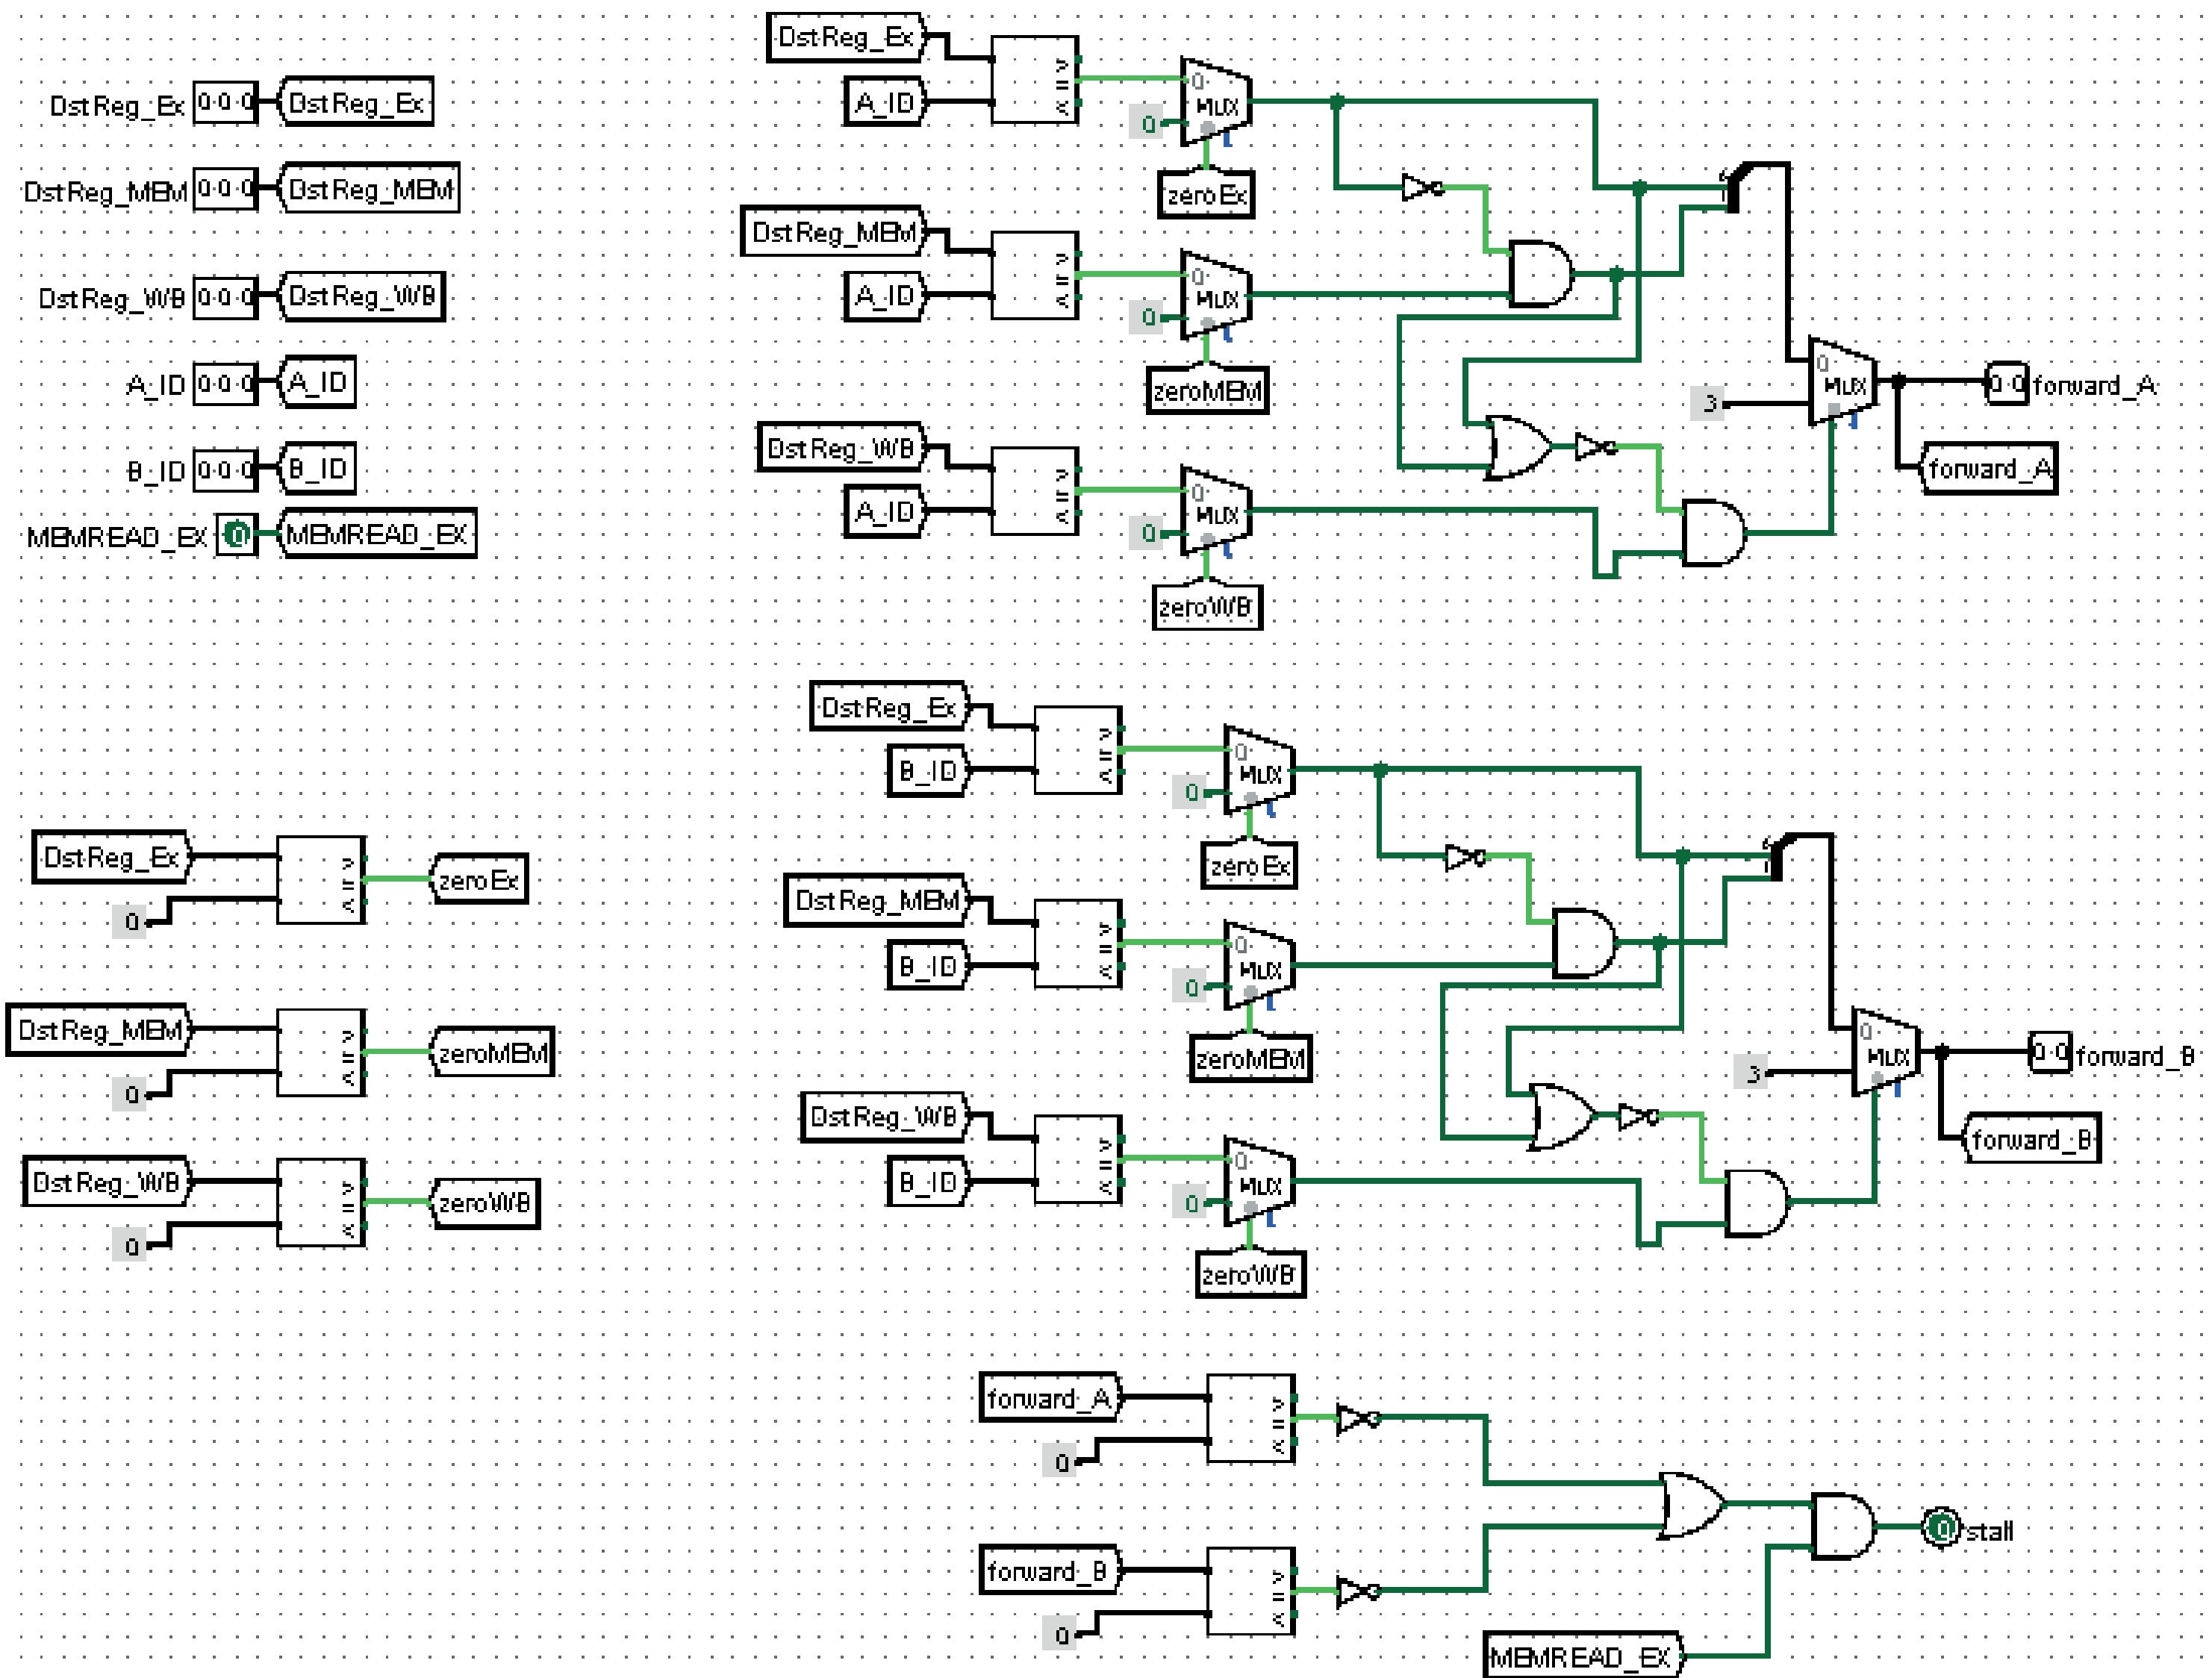 DstReg_Ex 0 0 0 DstReg_Ex
DstReg_MEM 0 0 0 DstReg_MEM
DstReg_WB 0 0 0 DstReg_WB
A_ID 0 0 0 A_ID
B_ID 0 0 0 B_ID
MEMREAD_EX 0 MEMREAD_EX
DstReg_Ex
A_ID
0
MUX
0
zeroEx
DstReg_MEM
A_ID
0
MUX
0
zeroMEM
DstReg_WB
A_ID
0
MUX
0
zeroWB
0
MUX
3
0 0 forward_A
forward_A
DstReg_Ex
B_ID
0
MUX
0
zeroEx
DstReg_MEM
B_ID
0
MUX
0
zeroMEM
DstReg_WB
B_ID
0
MUX
0
zeroWB
0
MUX
3
0 0 forward_B
forward_B
DstReg_Ex
0
zeroEx
DstReg_MEM
0
zeroMEM
DstReg_WB
0
zeroWB
forward_A
0
forward_B
0
MEMREAD_EX
0 stall